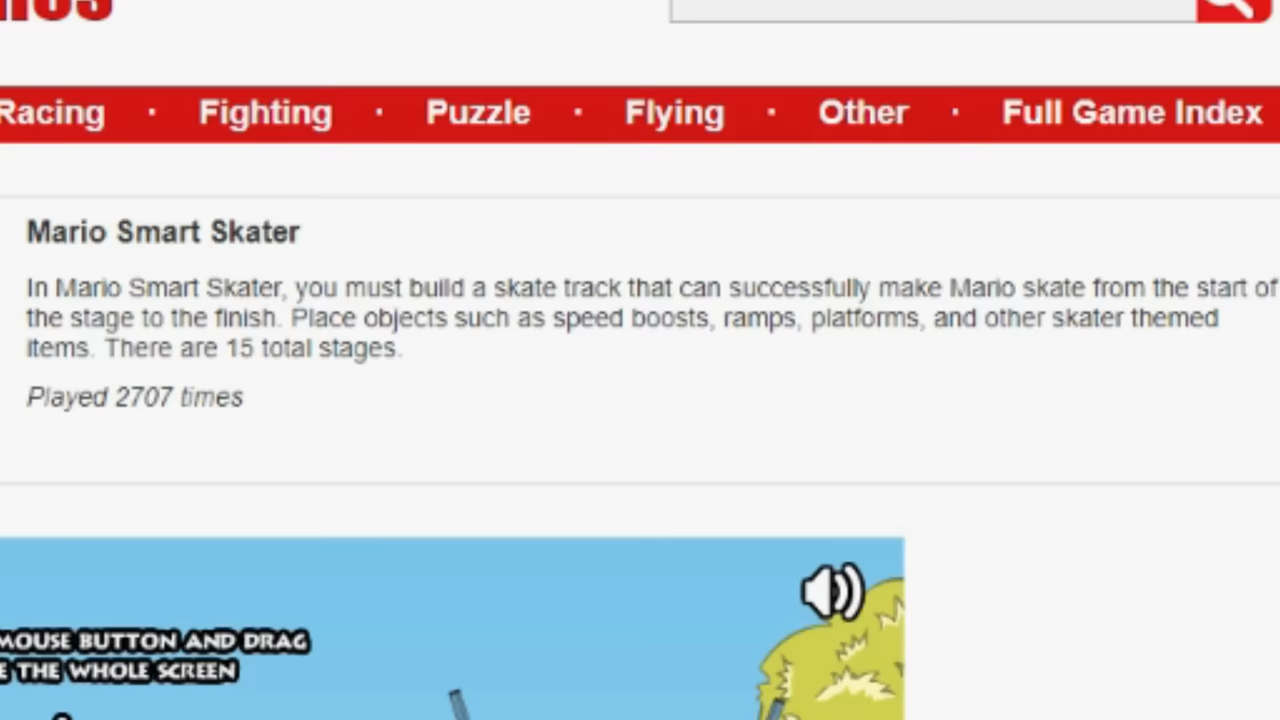 Racing · Fighting · Puzzle · Flying · Other · Full Game Index
Mario Smart Skater
In Mario Smart Skater, you must build a skate track that can successfully make Mario skate from the start of
the stage to the finish. Place objects such as speed boosts, ramps, platforms, and other skater themed
items. There are 15 total stages.
Played 2707 times
MOUSE BUTTON AND DRAG
THE WHOLE SCREEN